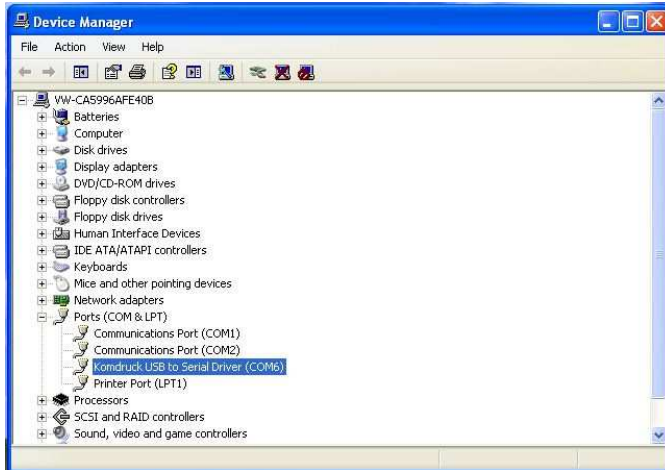 Device Manager
File Action View Help
VW-CA5996AFE40B
Batteries
Computer
Disk drives
Display adapters
DVD/CD-ROM drives
Floppy disk controllers
Floppy disk drives
Human Interface Devices
IDE ATA/ATAPI controllers
Keyboards
Mice and other pointing devices
Network adapters
Ports (COM & LPT)
Communications Port (COM1)
Communications Port (COM2)
Komdruck USB to Serial Driver (COM6)
Printer Port (LPT1)
Processors
SCSI and RAID controllers
Sound, video and game controllers